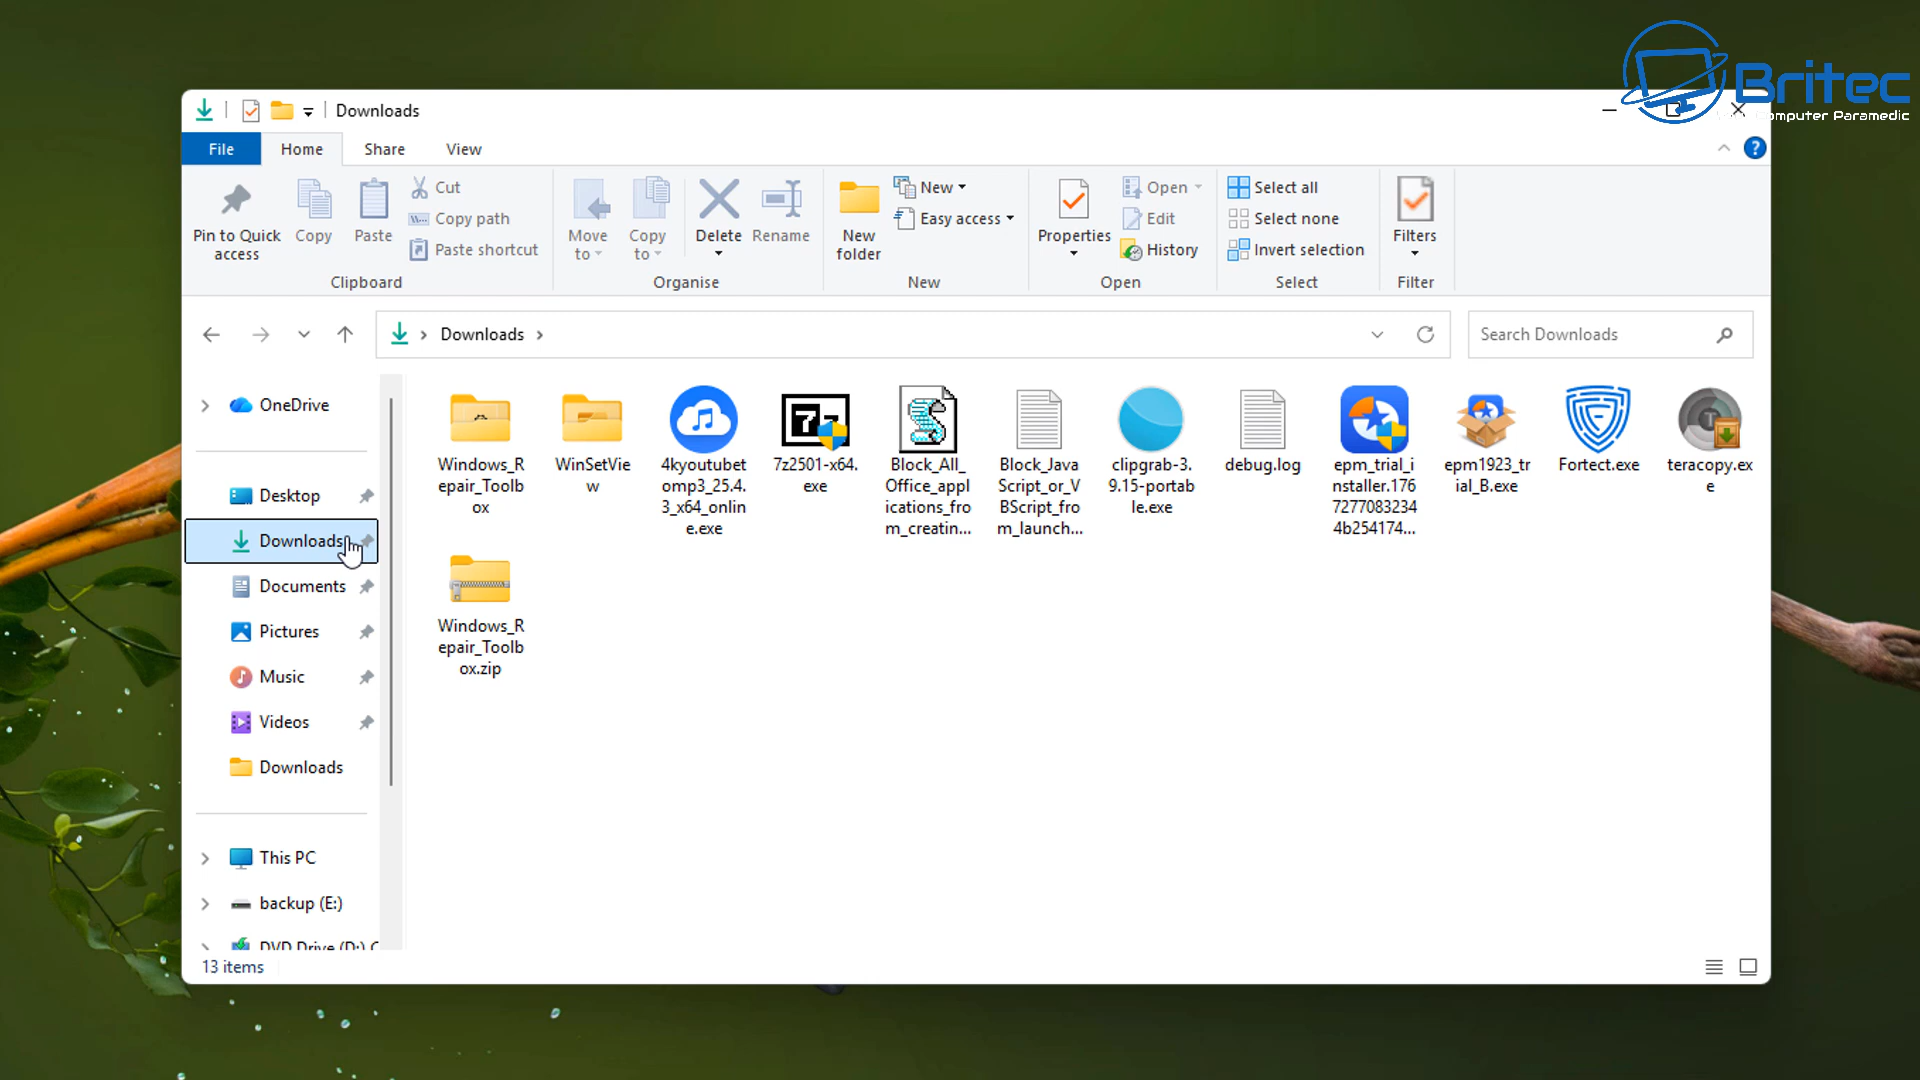 Britec
Computer Paramedic
Downloads
File Home Share View
Pin to Quick
access
Copy
Paste
Cut
Copy path
Paste shortcut
Clipboard
Move
to
Copy
to
Delete
Rename
Organise
New
folder
New
Easy access
New
Properties
Open
Edit
History
Open
Select all
Select none
Invert selection
Select
Filters
Filter
Downloads
Search Downloads
OneDrive
Desktop
Downloads
Documents
Pictures
Music
Videos
Downloads
This PC
backup (E:)
DVD Drive (D:) C
Windows_R
epair_Toolb
ox
WinSetVie
w
4kyoutubet
omp3_25.4.
3_x64_onlin
e.exe
7z2501-x64.
exe
Block_All_
Office_appl
ications_fro
m_creatin...
Block_Java
Script_or_V
BScript_fro
m_launch...
clipgrab-3.
9.15-portab
le.exe
debug.log
epm_trial_i
nstaller.176
7277083234
4b254174...
epm1923_tr
ial_B.exe
Fortect.exe
teracopy.ex
e
Windows_R
epair_Toolb
ox.zip
13 items